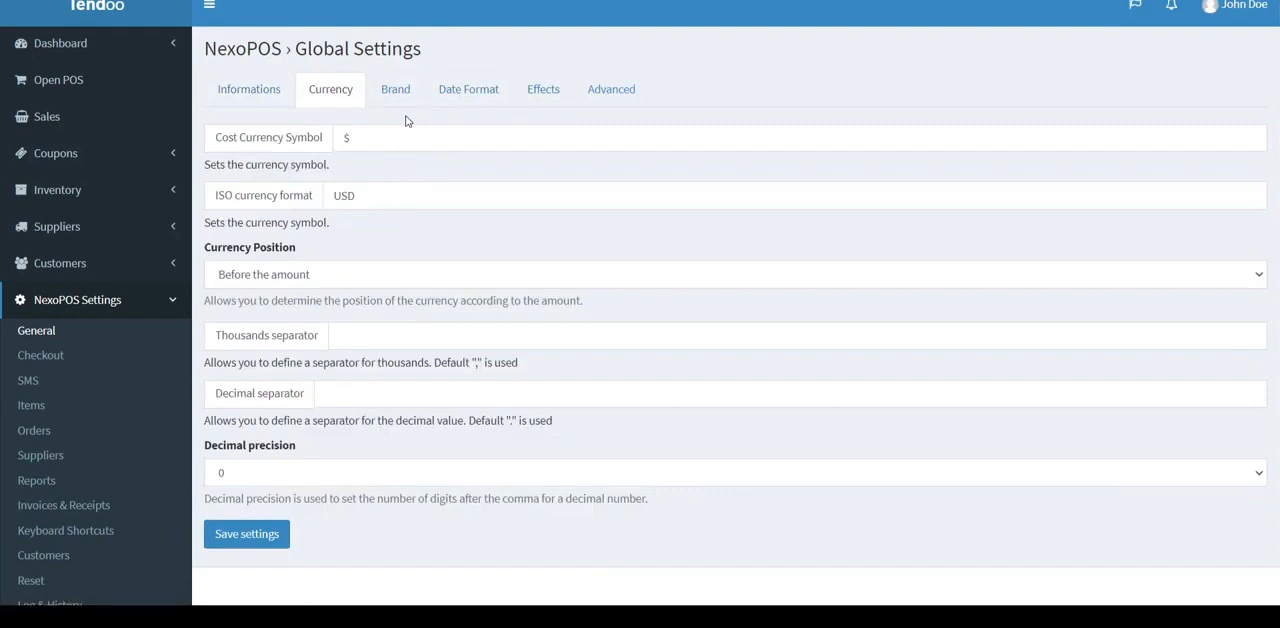 Tendoo
John Doe
Dashboard
Open POS
Sales
Coupons
Inventory
Suppliers
Customers
NexoPOS Settings
General
Checkout
SMS
Items
Orders
Suppliers
Reports
Invoices & Receipts
Keyboard Shortcuts
Customers
Reset
Log & History
NexoPOS › Global Settings
Informations Currency Brand Date Format Effects Advanced
Cost Currency Symbol $
Sets the currency symbol.
ISO currency format USD
Sets the currency symbol.
Currency Position
Before the amount
Allows you to determine the position of the currency according to the amount.
Thousands separator
Allows you to define a separator for thousands. Default "," is used
Decimal separator
Allows you to define a separator for the decimal value. Default "." is used
Decimal precision
0
Decimal precision is used to set the number of digits after the comma for a decimal number.
Save settings